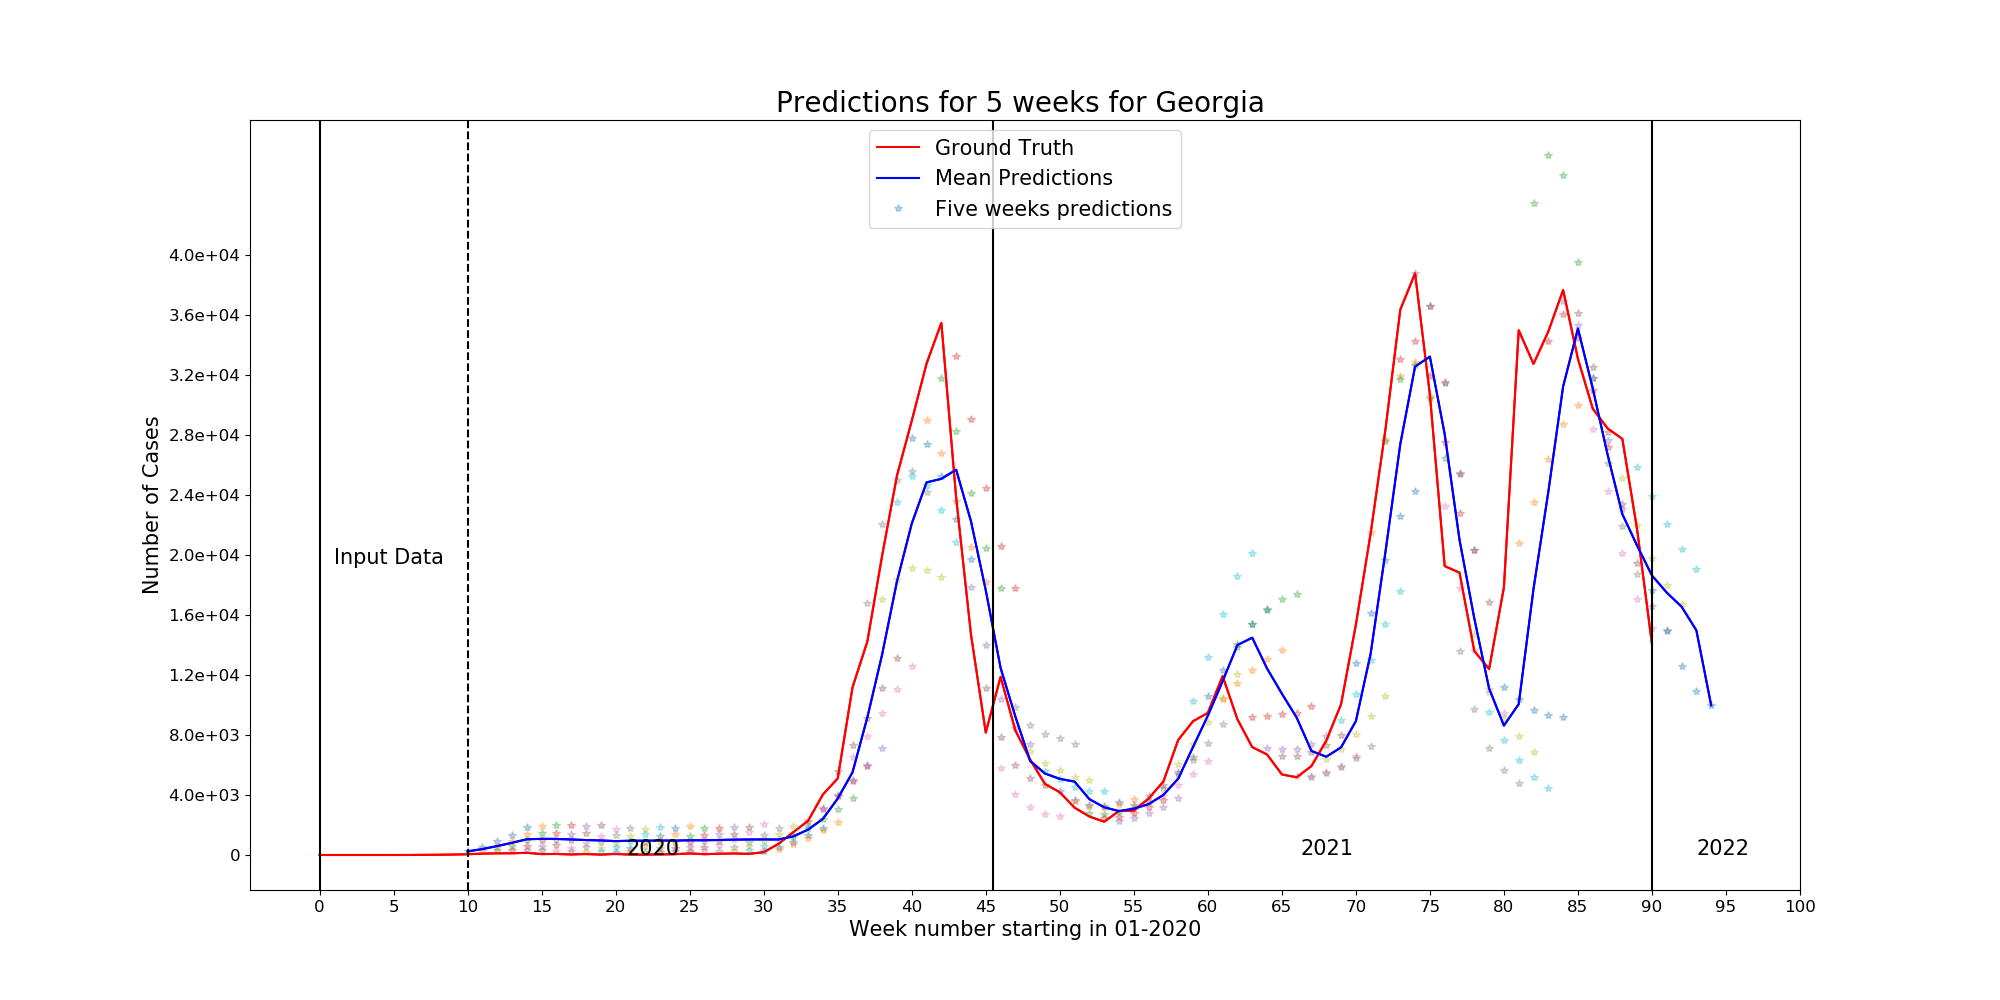 Predictions for 5 weeks for Georgia
Ground Truth
Mean Predictions
Five weeks predictions
Number of Cases
4.0e+04
3.6e+04
3.2e+04
2.8e+04
2.4e+04
2.0e+04
1.6e+04
1.2e+04
8.0e+03
4.0e+03
0
Input Data
2020
2021
2022
0 5 10 15 20 25 30 35 40 45 50 55 60 65 70 75 80 85 90 95 100
Week number starting in 01-2020